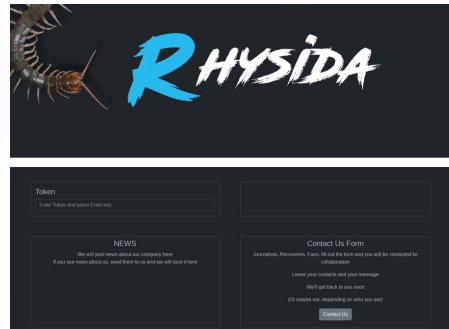 RHYSIDA
Token
Enter Token and press Enter key
NEWS
We will post news about our company here
If you see news about us, send them to us and we will post it here
Contact Us Form
Journalists, Recoveries, Fans, fill out the form and you will be contacted for
collaboration
Leave your contacts and your message
We'll get back to you soon
(Or maybe not, depending on who you are)
Contact Us